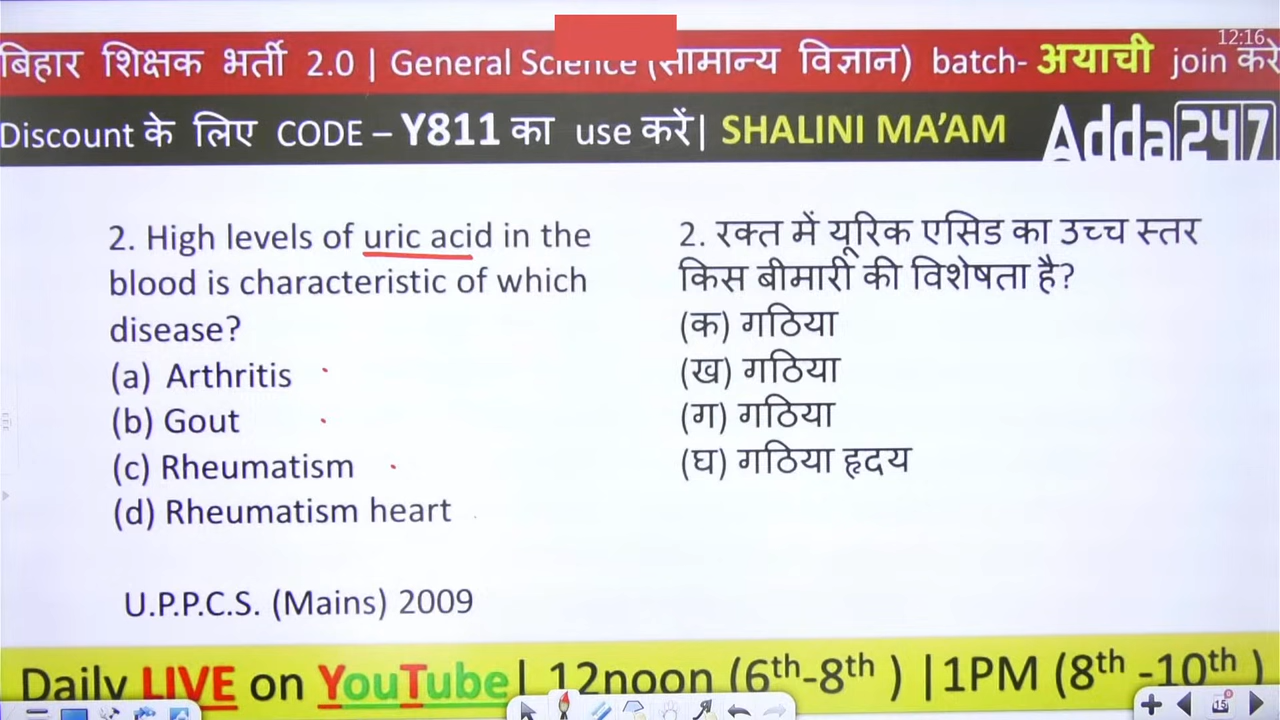 12:16
बिहार शिक्षक भर्ती 2.0 | General Science (सामान्य विज्ञान) batch- अयाची join करे
Discount के लिए CODE – Y811 का use करें| SHALINI MA'AM Adda247
2. High levels of uric acid in the
blood is characteristic of which
disease?
(a) Arthritis
(b) Gout
(c) Rheumatism
(d) Rheumatism heart
U.P.P.C.S. (Mains) 2009
2. रक्त में यूरिक एसिड का उच्च स्तर
किस बीमारी की विशेषता है?
(क) गठिया
(ख) गठिया
(ग) गठिया
(घ) गठिया हृदय
Daily LIVE on YouTube| 12noon (6th-8th ) |1PM (8th -10th )
15